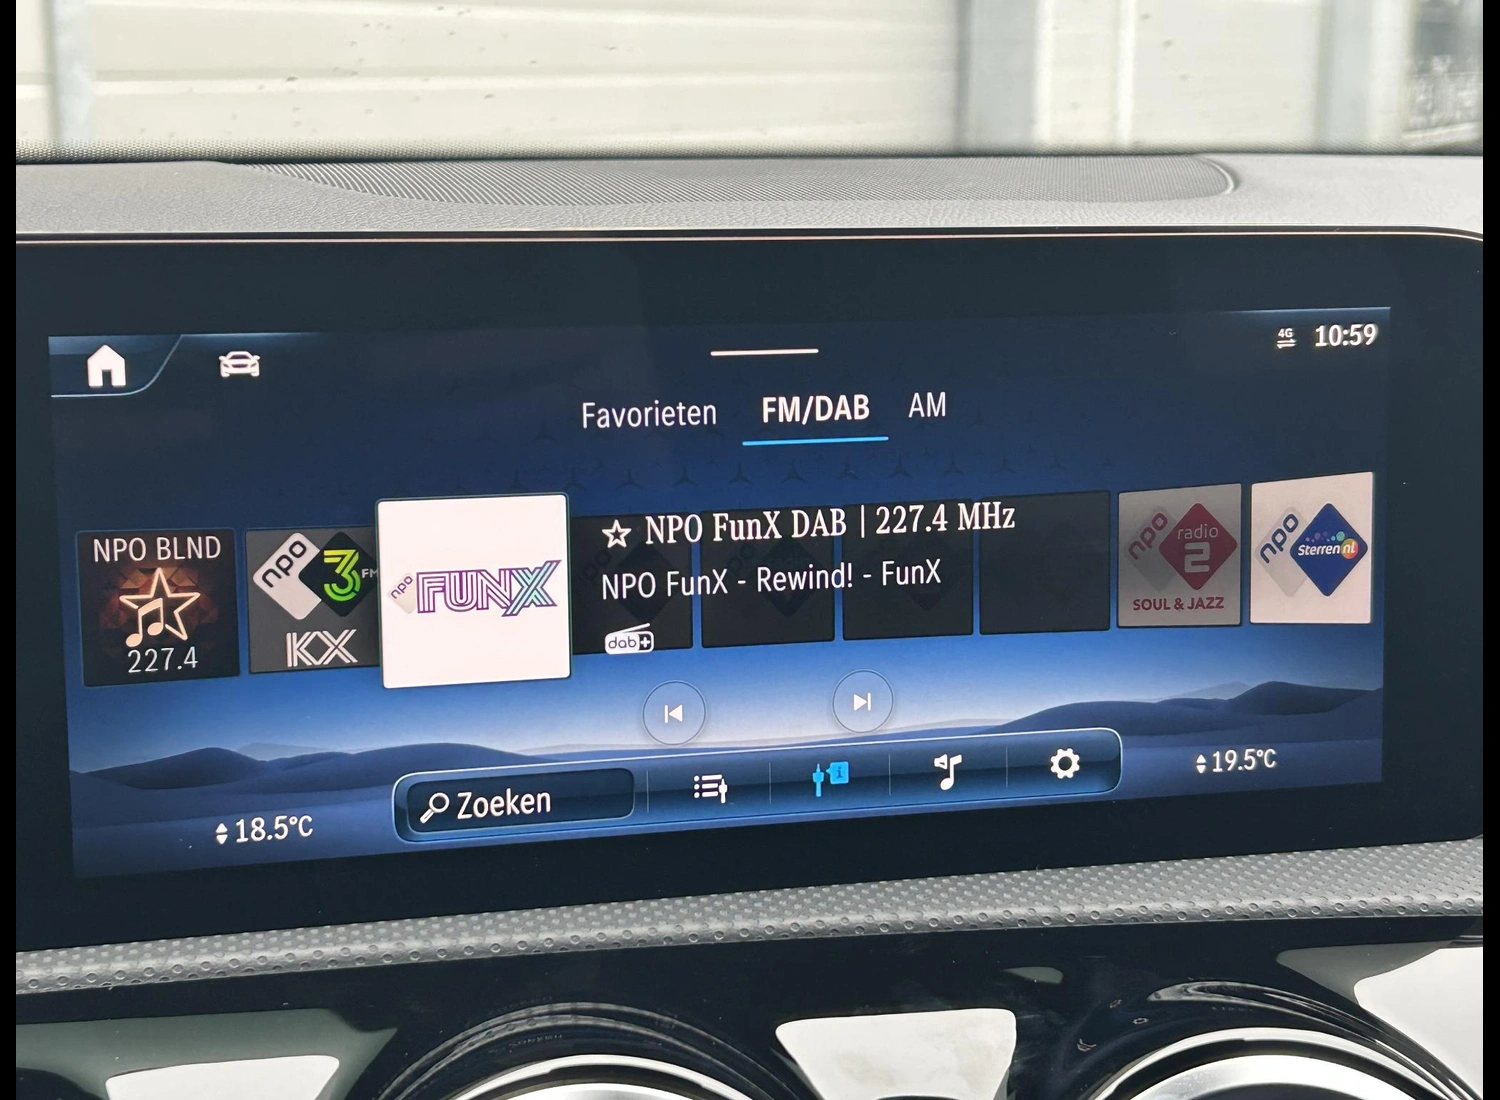 4G 10:59
Favorieten FM/DAB AM
NPO BLND
227.4
npo 3FM
KX
npo FUNX
NPO FunX DAB | 227.4 MHz
NPO FunX - Rewind! - FunX
dab+
npo radio 2
SOUL & JAZZ
npo Sterren nl
Zoeken
18.5°C
19.5°C